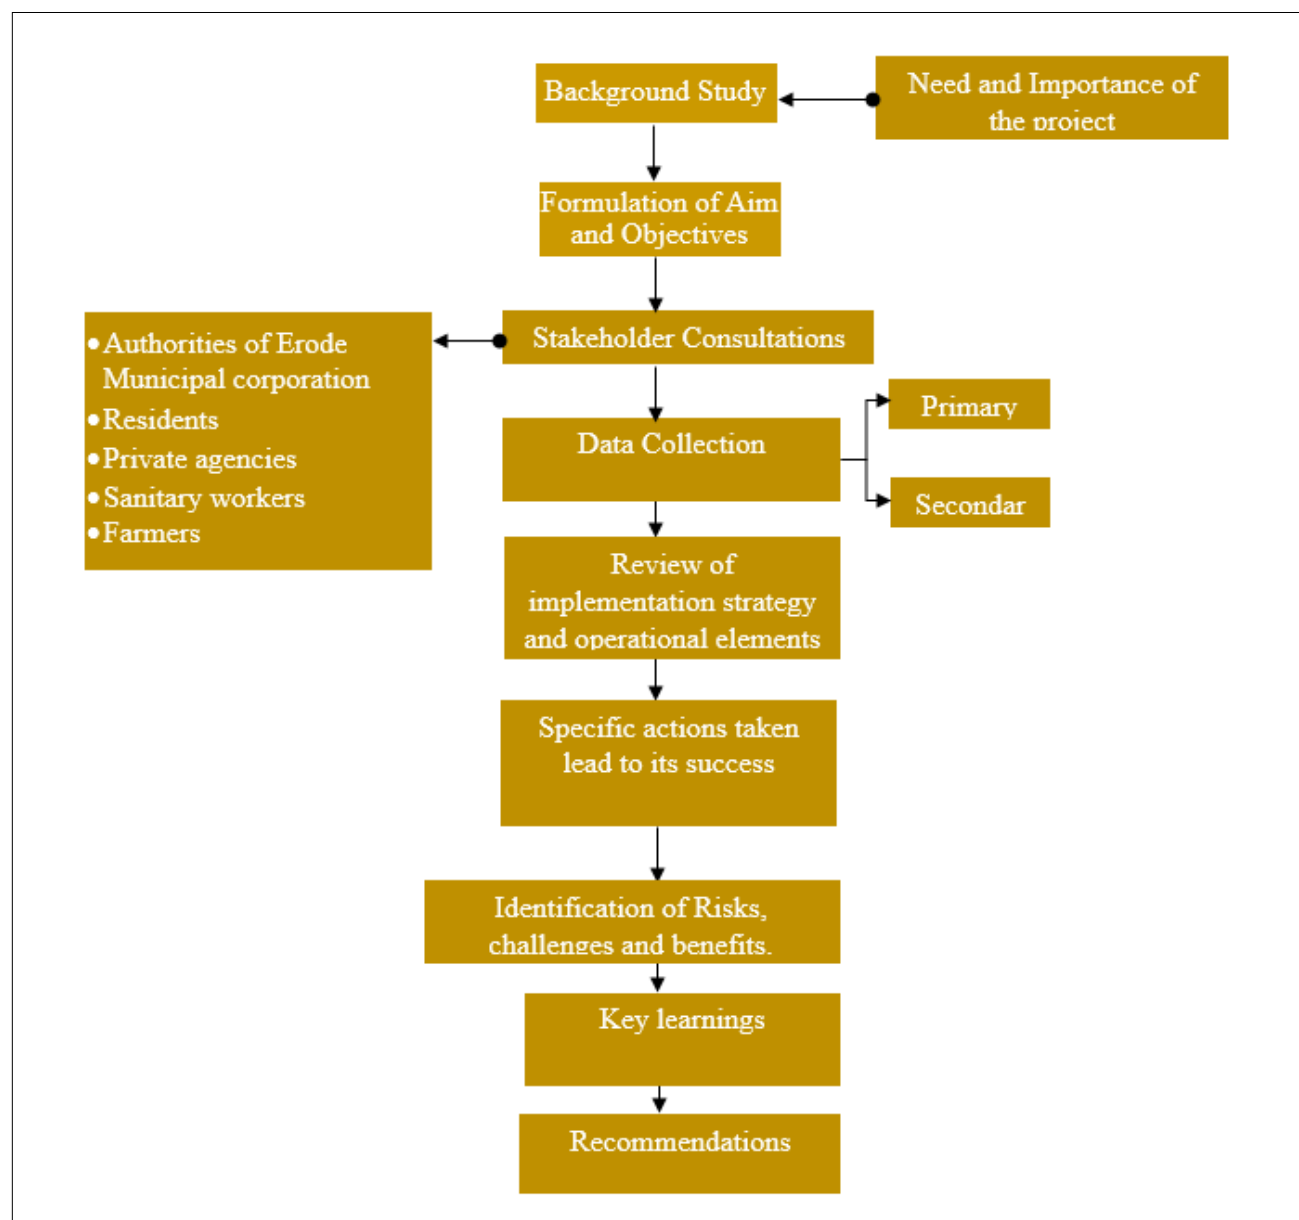 Background Study
Need and Importance of
the project
Formulation of Aim
and Objectives
Stakeholder Consultations
•Authorities of Erode
Municipal corporation
•Residents
•Private agencies
•Sanitary workers
•Farmers
Data Collection
Primary
Secondar
Review of
implementation strategy
and operational elements
Specific actions taken
lead to its success
Identification of Risks,
challenges and benefits.
Key learnings
Recommendations